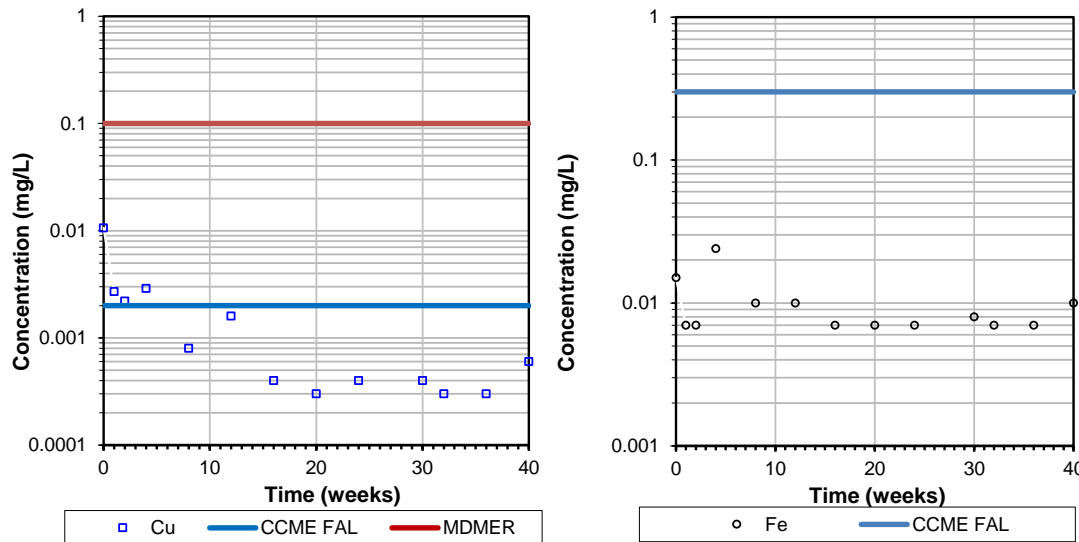 1
0.1
0.01
0.001
0.0001
Concentration (mg/L)
0 10 20 30 40
Time (weeks)
Cu CCME FAL MDMER
1
0.1
0.01
0.001
Concentration (mg/L)
0 10 20 30 40
Time (weeks)
Fe CCME FAL